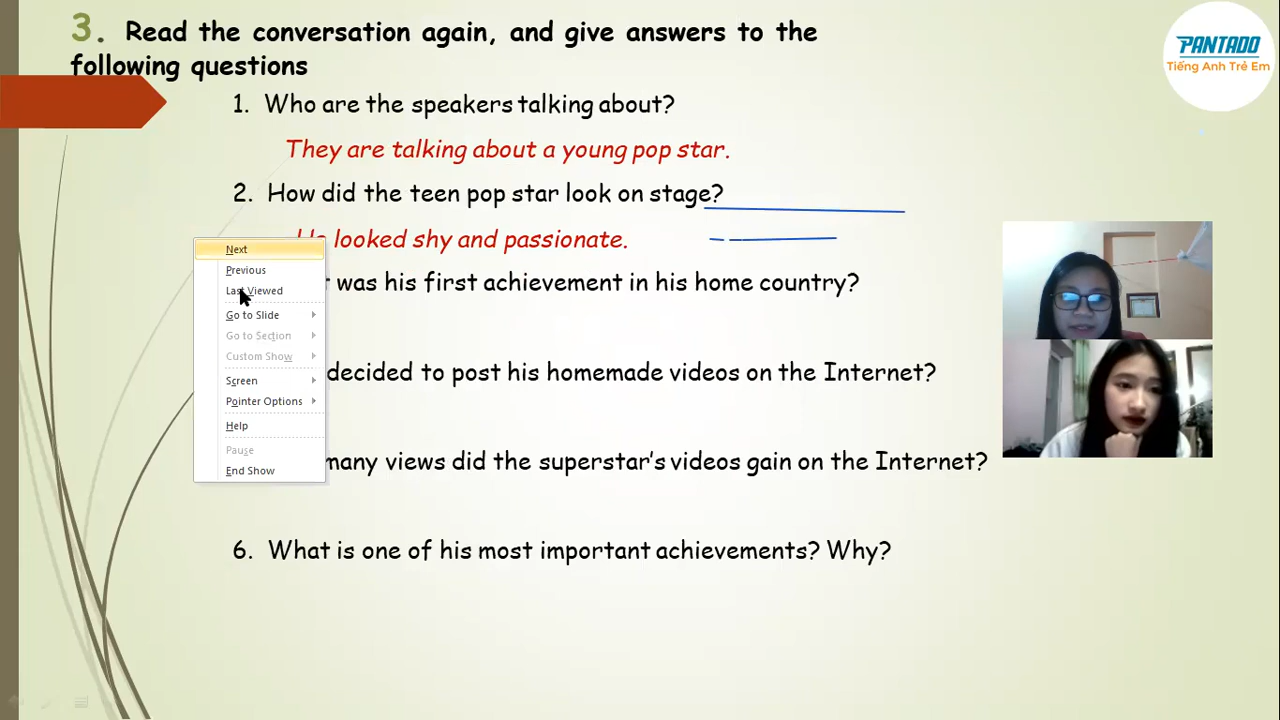 3. Read the conversation again, and give answers to the
following questions
PANTADO
Tiếng Anh Trẻ Em
1. Who are the speakers talking about?
They are talking about a young pop star.
2. How did the teen pop star look on stage?
looked shy and passionate.
was his first achievement in his home country?
decided to post his homemade videos on the Internet?
many views did the superstar's videos gain on the Internet?
6. What is one of his most important achievements? Why?
Next
Previous
Last Viewed
Go to Slide
Go to Section
Custom Show
Screen
Pointer Options
Help
Pause
End Show